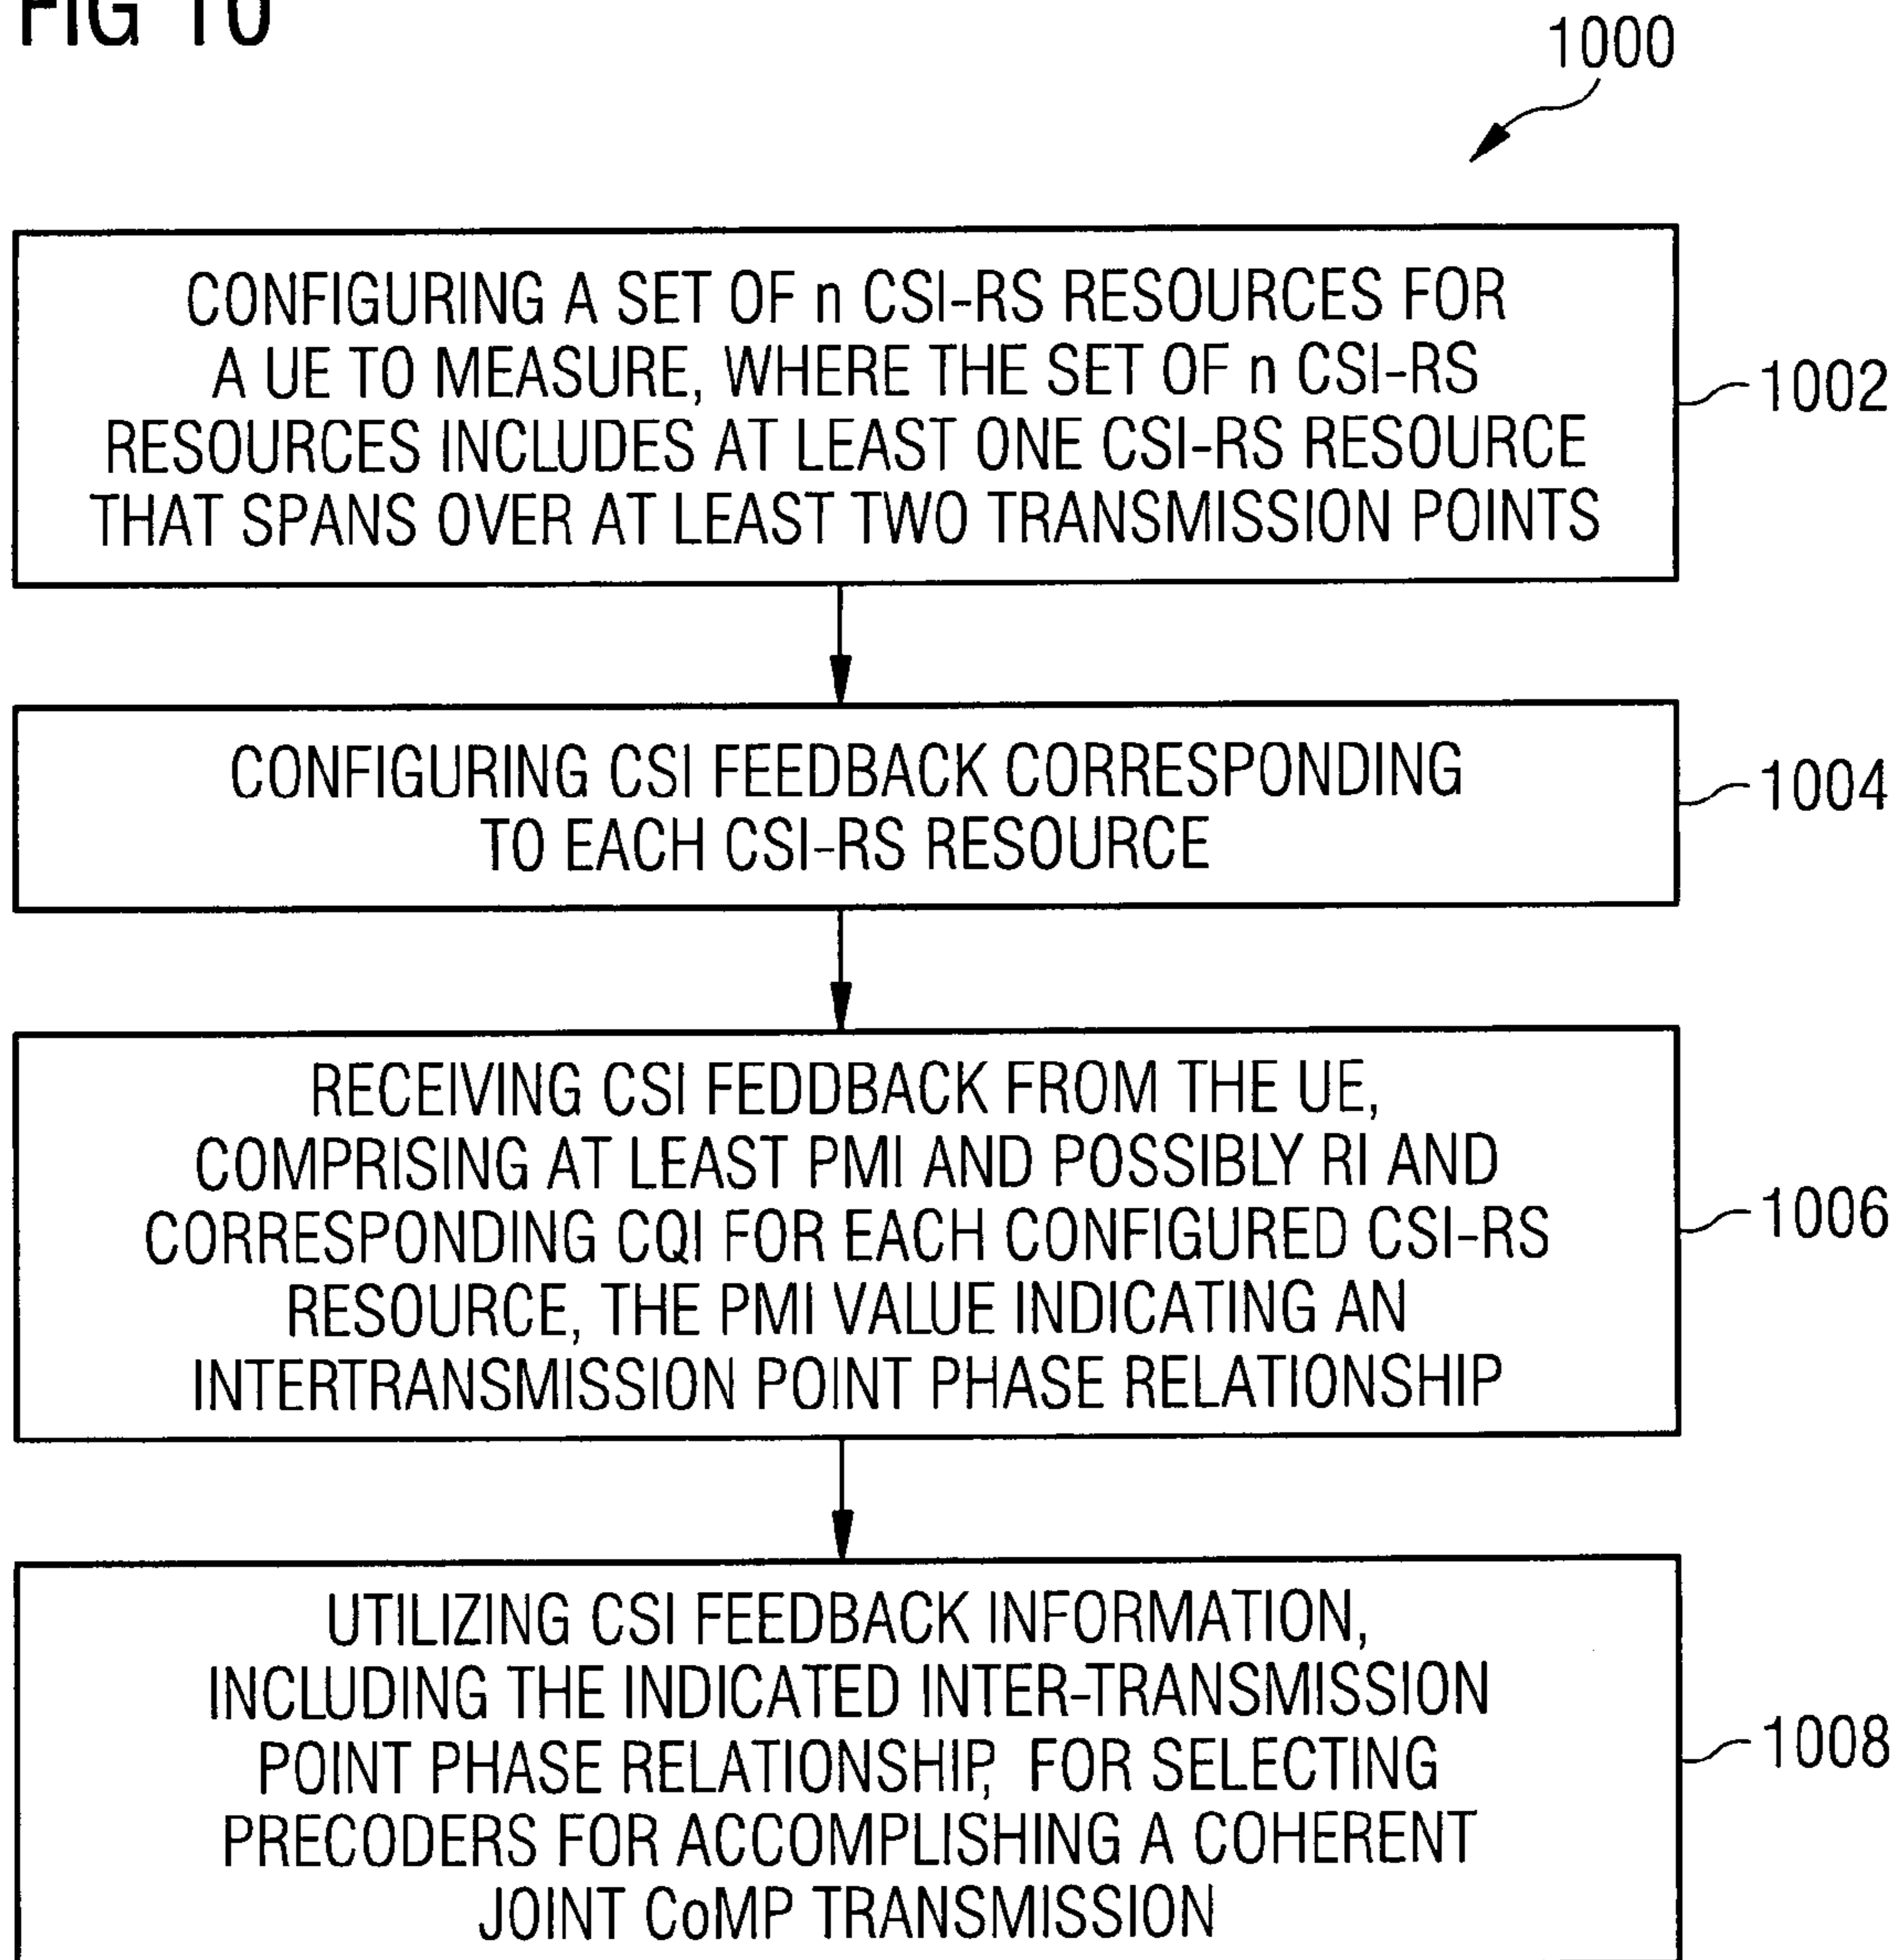 FIG 10
1000
CONFIGURING A SET OF n CSI-RS RESOURCES FOR
A UE TO MEASURE, WHERE THE SET OF n CSI-RS
RESOURCES INCLUDES AT LEAST ONE CSI-RS RESOURCE
THAT SPANS OVER AT LEAST TWO TRANSMISSION POINTS
1002
CONFIGURING CSI FEEDBACK CORRESPONDING
TO EACH CSI-RS RESOURCE
1004
RECEIVING CSI FEDDBACK FROM THE UE,
COMPRISING AT LEAST PMI AND POSSIBLY RI AND
CORRESPONDING CQI FOR EACH CONFIGURED CSI-RS
RESOURCE, THE PMI VALUE INDICATING AN
INTERTRANSMISSION POINT PHASE RELATIONSHIP
1006
UTILIZING CSI FEEDBACK INFORMATION,
INCLUDING THE INDICATED INTER-TRANSMISSION
POINT PHASE RELATIONSHIP, FOR SELECTING
PRECODERS FOR ACCOMPLISHING A COHERENT
JOINT CoMP TRANSMISSION
1008